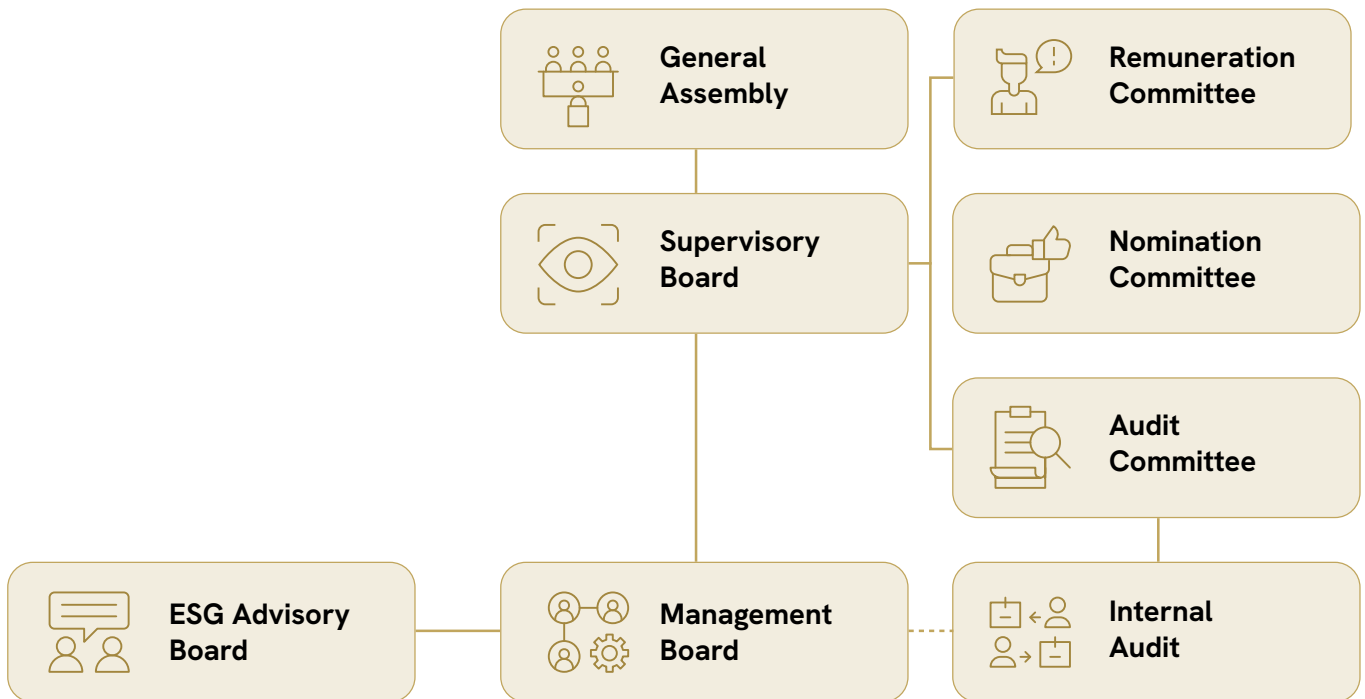 General
Assembly
Remuneration
Committee
Supervisory
Board
Nomination
Committee
Audit
Committee
ESG Advisory
Board
Management
Board
Internal
Audit